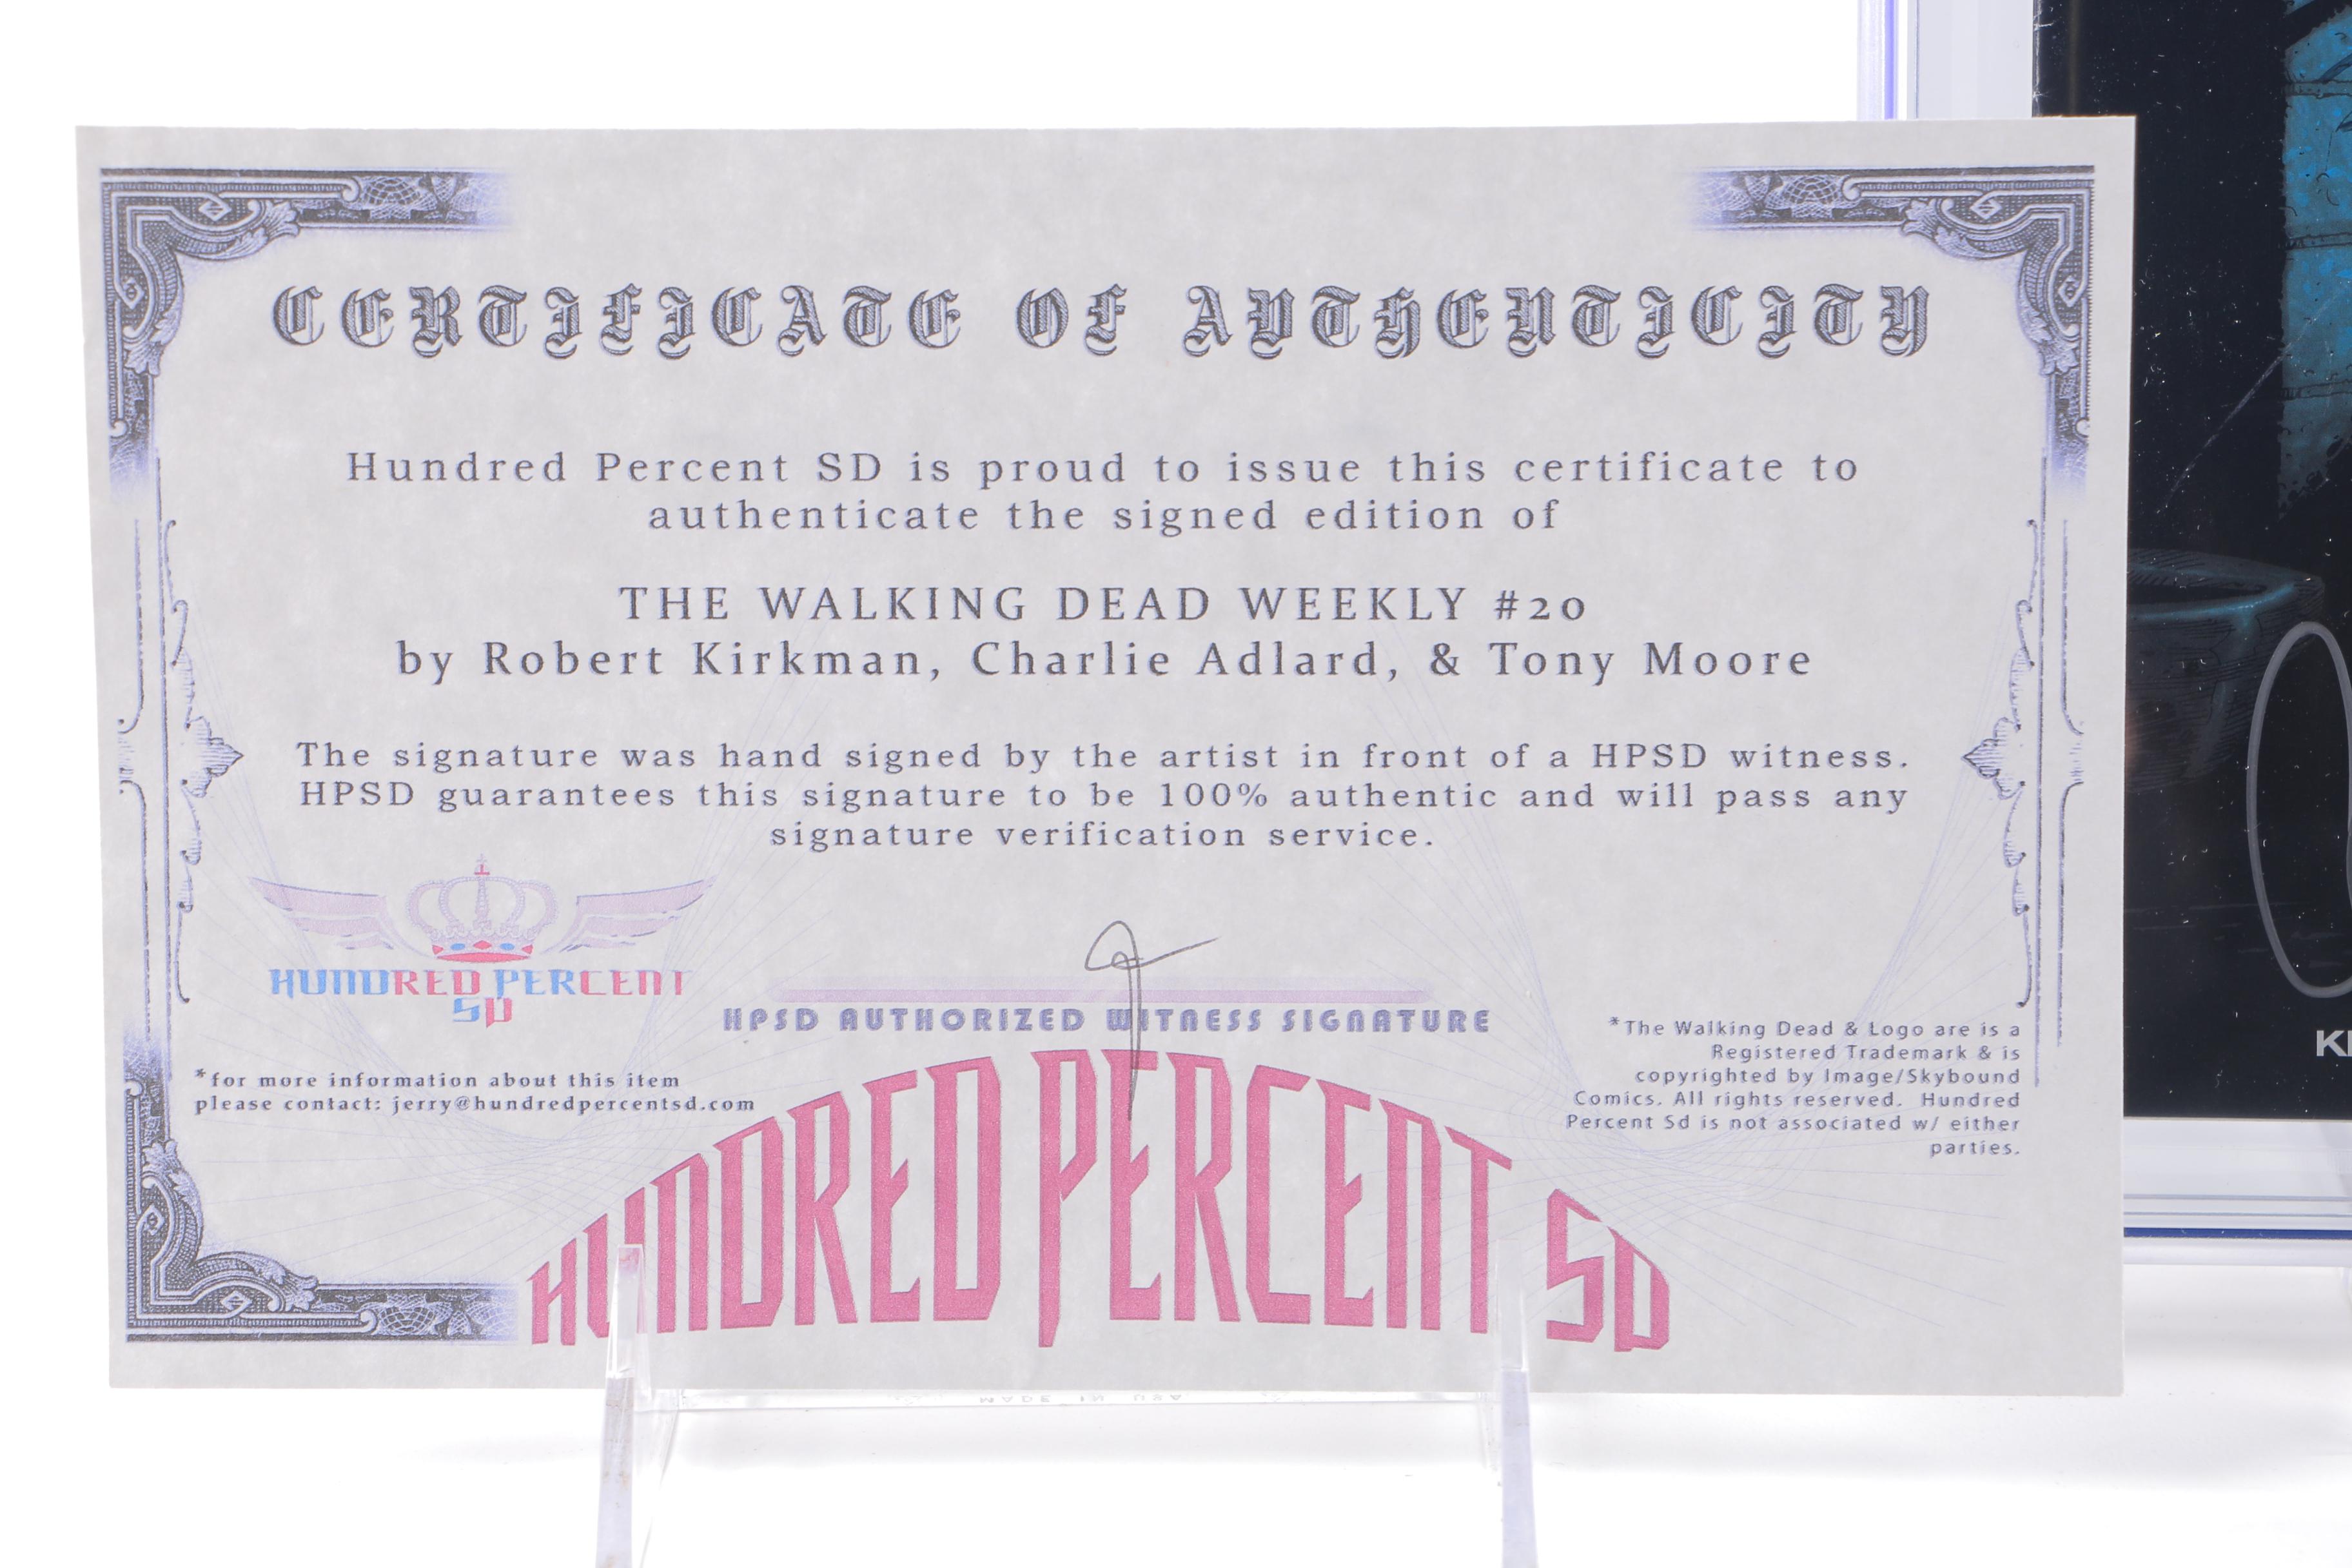 CERTIFICATE OF AUTHENTICITY
Hundred Percent SD is proud to issue this certificate to
authenticate the signed edition of
THE WALKING DEAD WEEKLY #20
by Robert Kirkman, Charlie Adlard, & Tony Moore
The signature was hand signed by the artist in front of a HPSD witness.
HPSD guarantees this signature to be 100% authentic and will pass any
signature verification service.
HUNDRED PERCENT
SD
HPSD AUTHORIZED WITNESS SIGNATURE
*for more information about this item
please contact: jerry@hundredpercentsd.com
*The Walking Dead & Logo are is a
Registered Trademark & is
copyrighted by Image/Skybound
Comics. All rights reserved. Hundred
Percent Sd is not associated w/ either
parties.
HUNDRED PERCENT SD
MADE IN USA